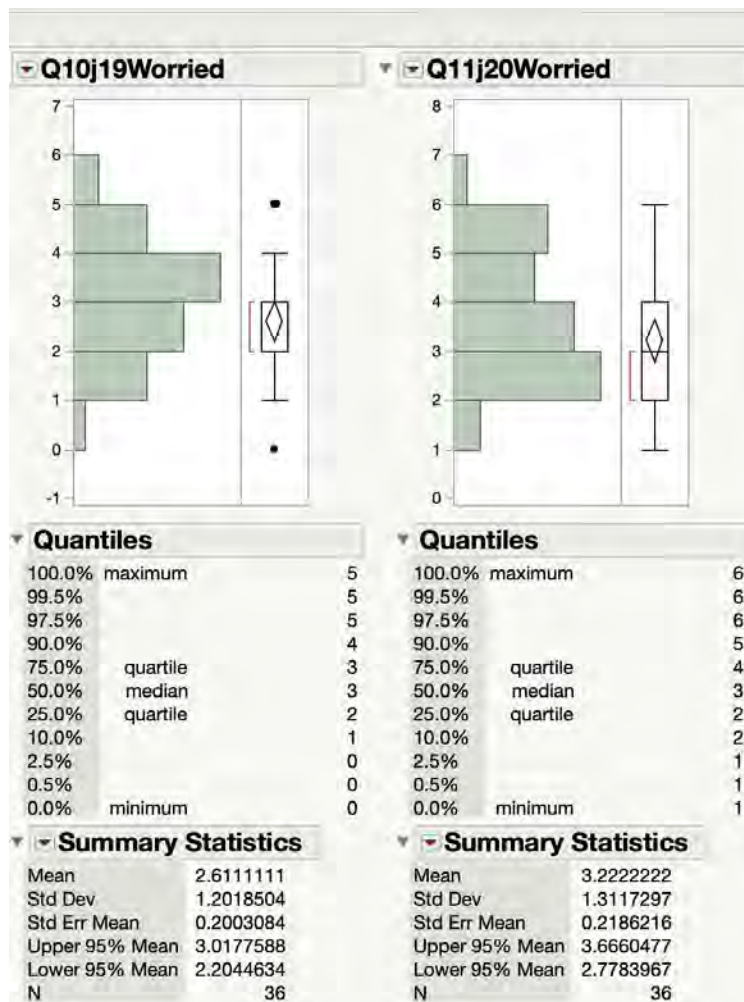 Q10j19Worried
7
6
5
4
3
2
1
0
-1
Quantiles
100.0% maximum 5
99.5% 5
97.5% 5
90.0% 4
75.0% quartile 3
50.0% median 3
25.0% quartile 2
10.0% 1
2.5% 0
0.5% 0
0.0% minimum 0
Summary Statistics
Mean 2.6111111
Std Dev 1.2018504
Std Err Mean 0.2003084
Upper 95% Mean 3.0177588
Lower 95% Mean 2.2044634
N 36
Q11j20Worried
8
7
6
5
4
3
2
1
0
Quantiles
100.0% maximum 6
99.5% 6
97.5% 6
90.0% 5
75.0% quartile 4
50.0% median 3
25.0% quartile 2
10.0% 2
2.5% 1
0.5% 1
0.0% minimum 1
Summary Statistics
Mean 3.2222222
Std Dev 1.3117297
Std Err Mean 0.2186216
Upper 95% Mean 3.6660477
Lower 95% Mean 2.7783967
N 36